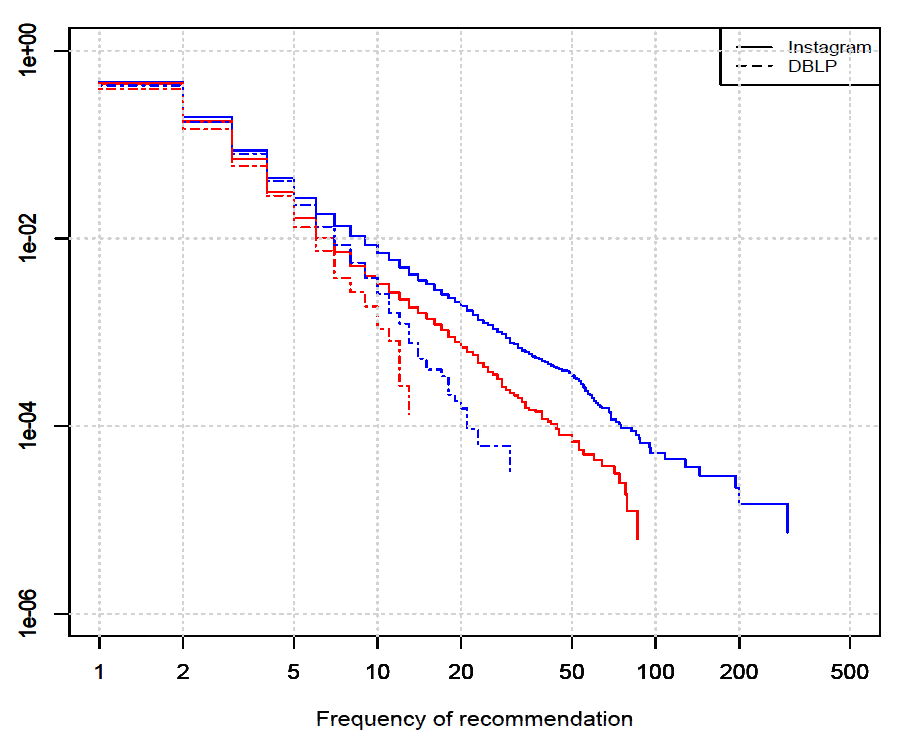 1e+00
1e-02
1e-04
1e-06
Instagram
DBLP
1 2 5 10 20 50 100 200 500
Frequency of recommendation